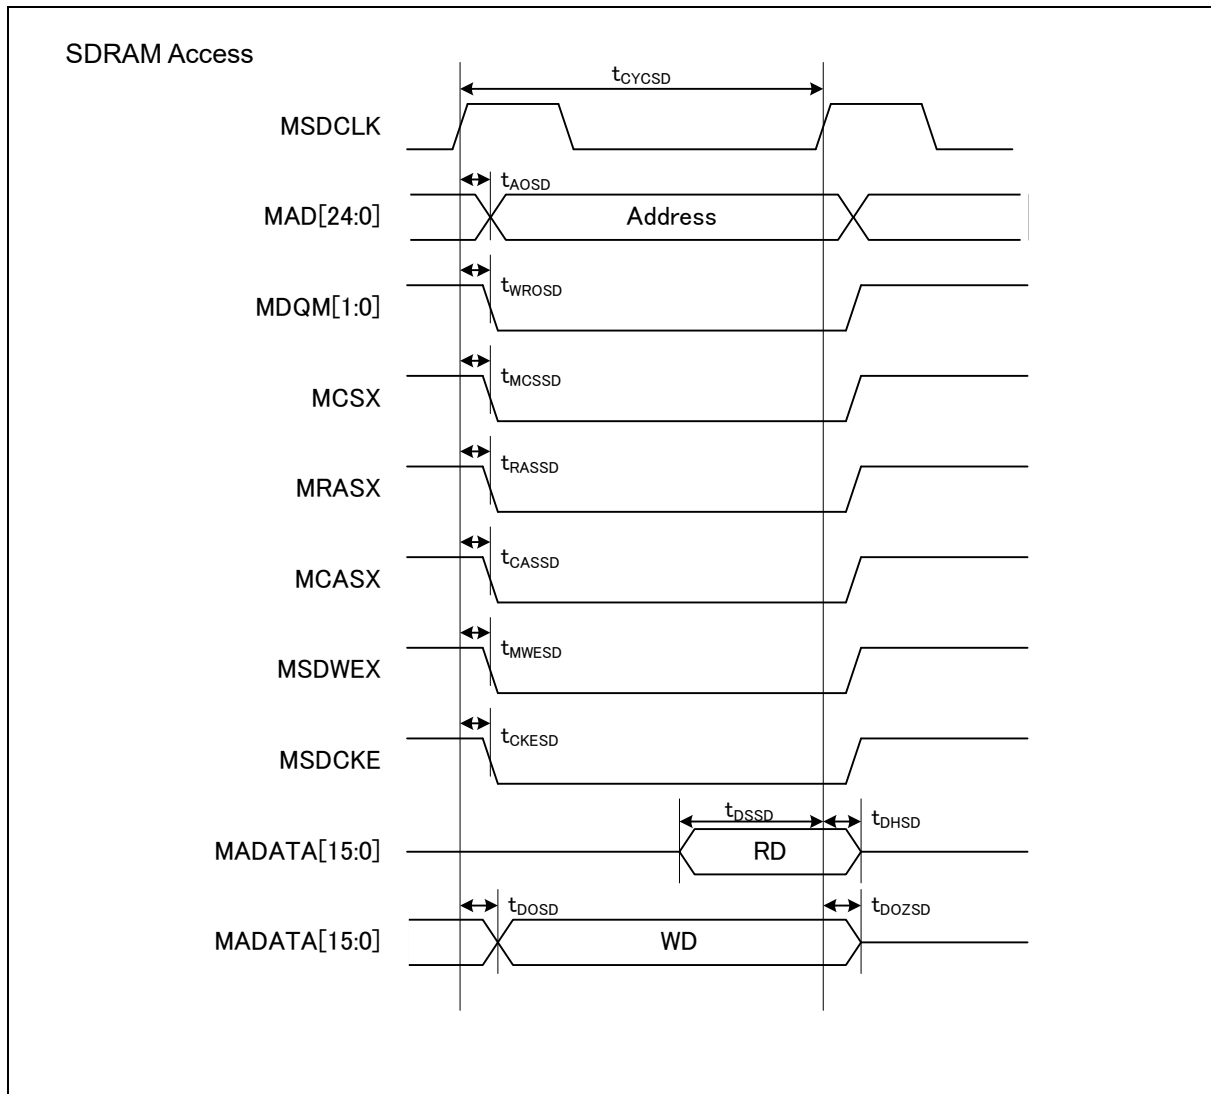 SDRAM Access
tCYCSD
MSDCLK
tAOSD
MAD[24:0]
Address
tWROSD
MDQM[1:0]
tMCSSD
MCSX
tRASSD
MRASX
tCASSD
MCASX
tMWESD
MSDWEX
tCKESD
MSDCKE
tDSSD
tDHSD
MADATA[15:0]
RD
tDOSD
tDOZSD
MADATA[15:0]
WD